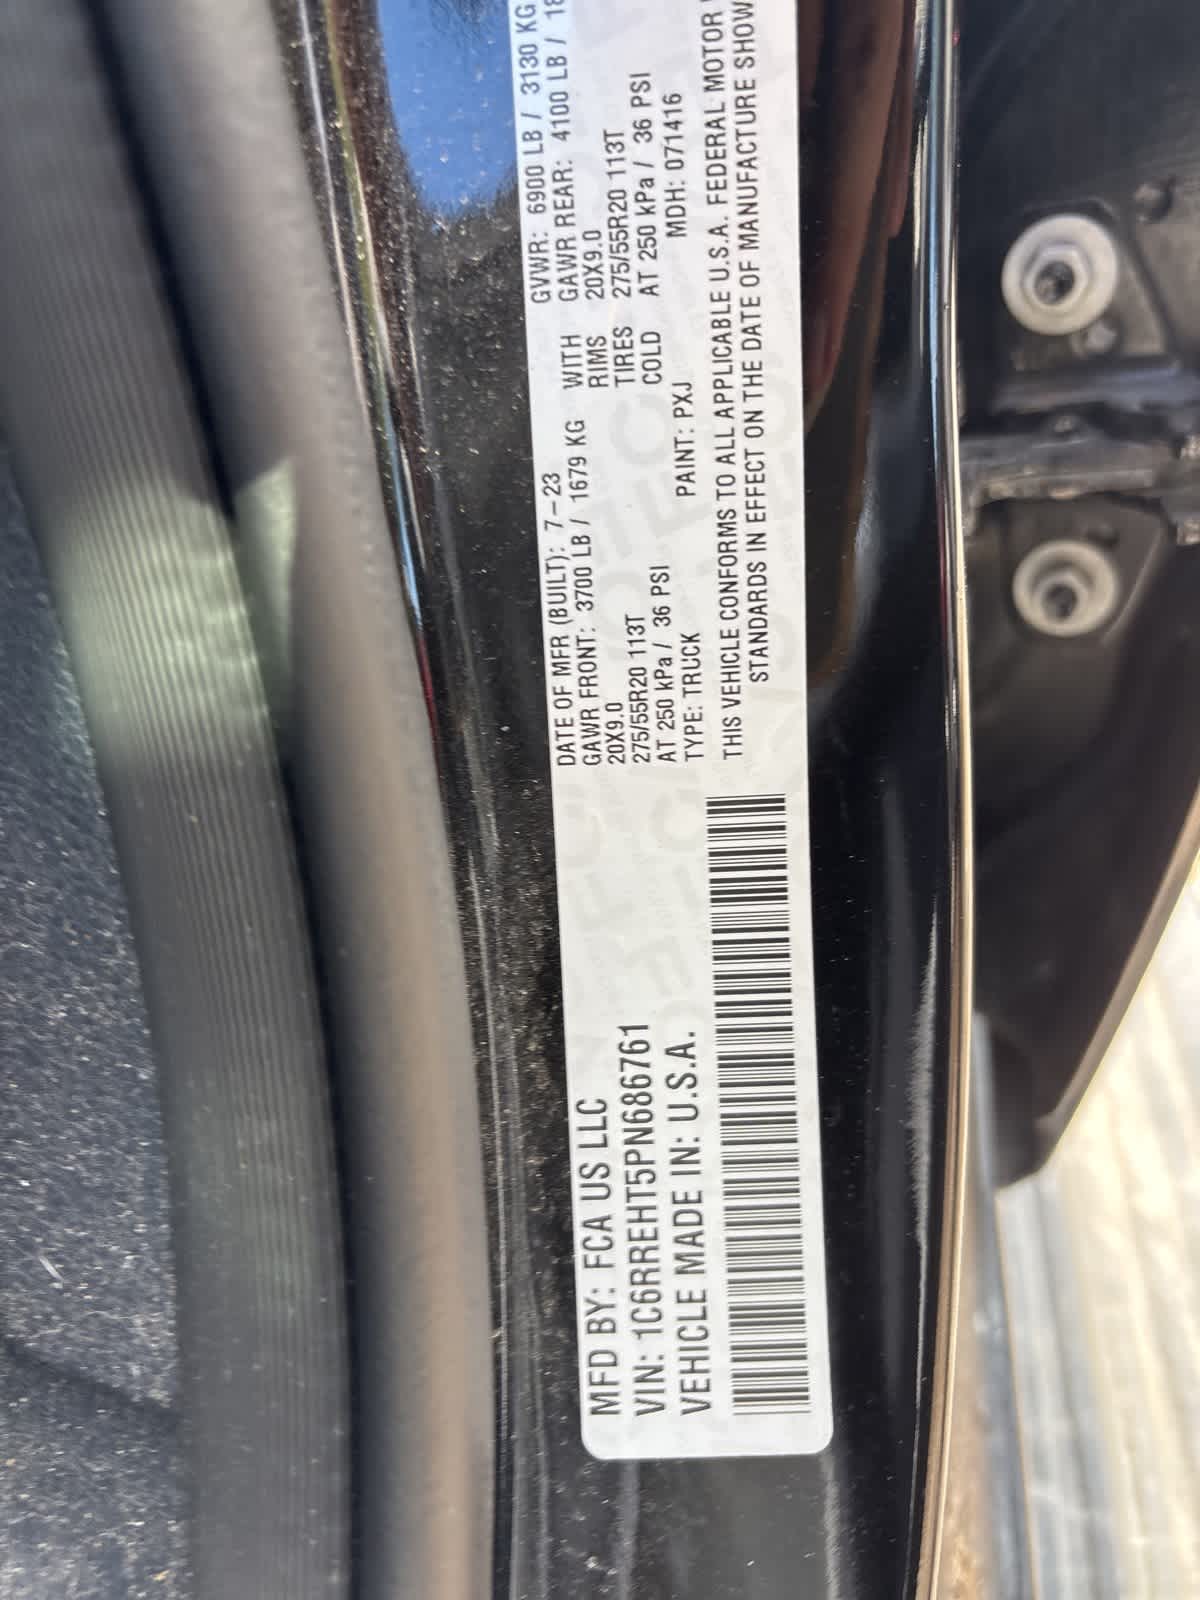 MFD BY: FCA US LLC
VIN: 1C6RREHT5PN686761
VEHICLE MADE IN: U.S.A.
DATE OF MFR (BUILT): 7-23 GVWR: 6900 LB / 3130 KG
GAWR FRONT: 3700 LB / 1679 KG WITH GAWR REAR: 4100 LB /
20X9.0 RIMS 20X9.0
275/55R20 113T TIRES 275/55R20 113T
AT 250 kPa / 36 PSI COLD AT 250 kPa / 36 PSI
TYPE: TRUCK PAINT: PXJ MDH: 071416
THIS VEHICLE CONFORMS TO ALL APPLICABLE U.S.A. FEDERAL MOTOR
STANDARDS IN EFFECT ON THE DATE OF MANUFACTURE SHOW